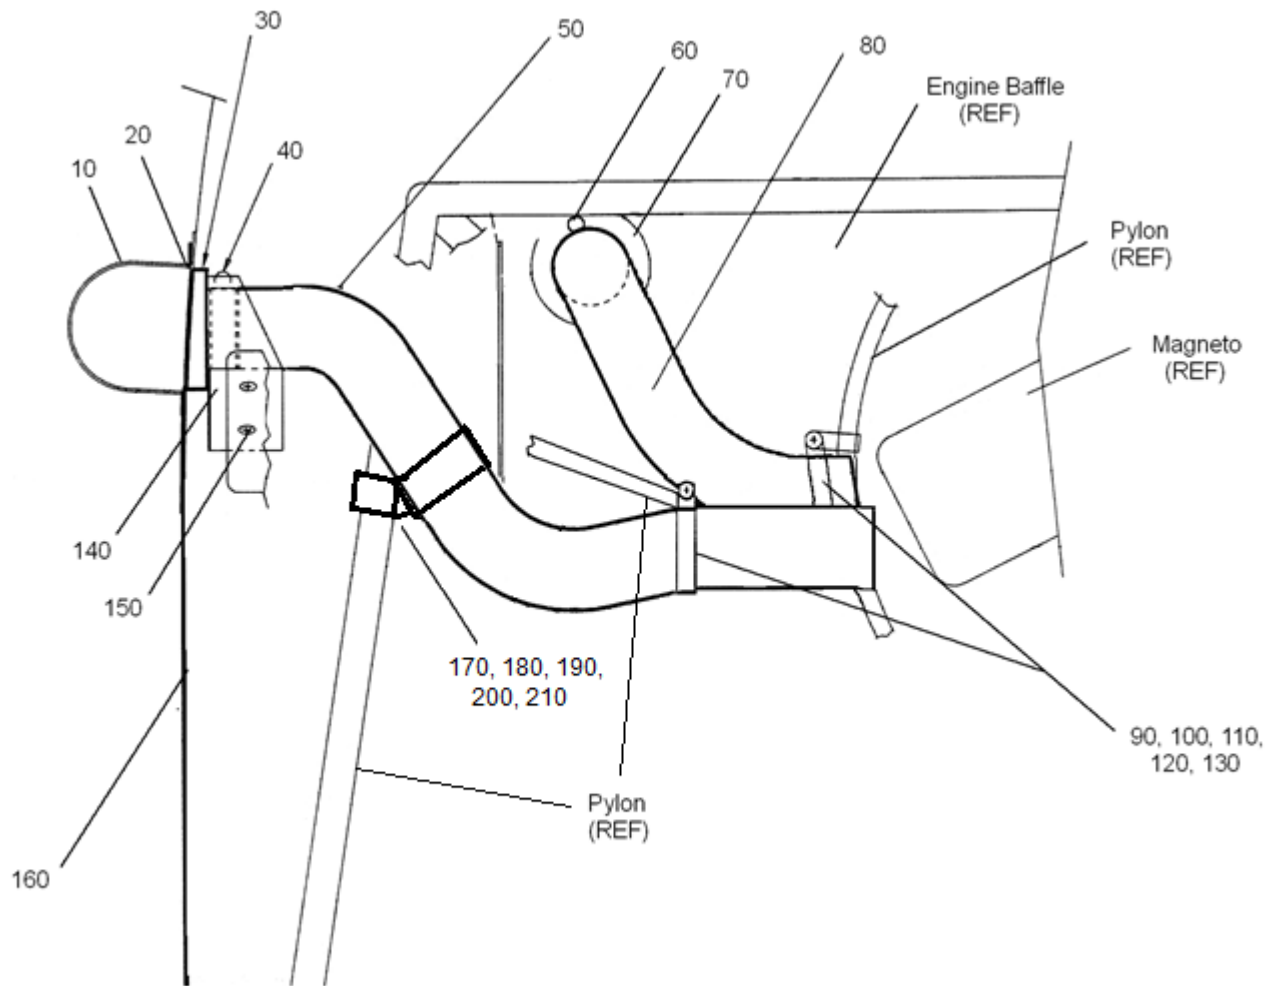 30
50
60
80
70
20
40
10
Engine Baffle
(REF)
Pylon
(REF)
Magneto
(REF)
140
150
170, 180, 190,
200, 210
90, 100, 110,
120, 130
Pylon
(REF)
160